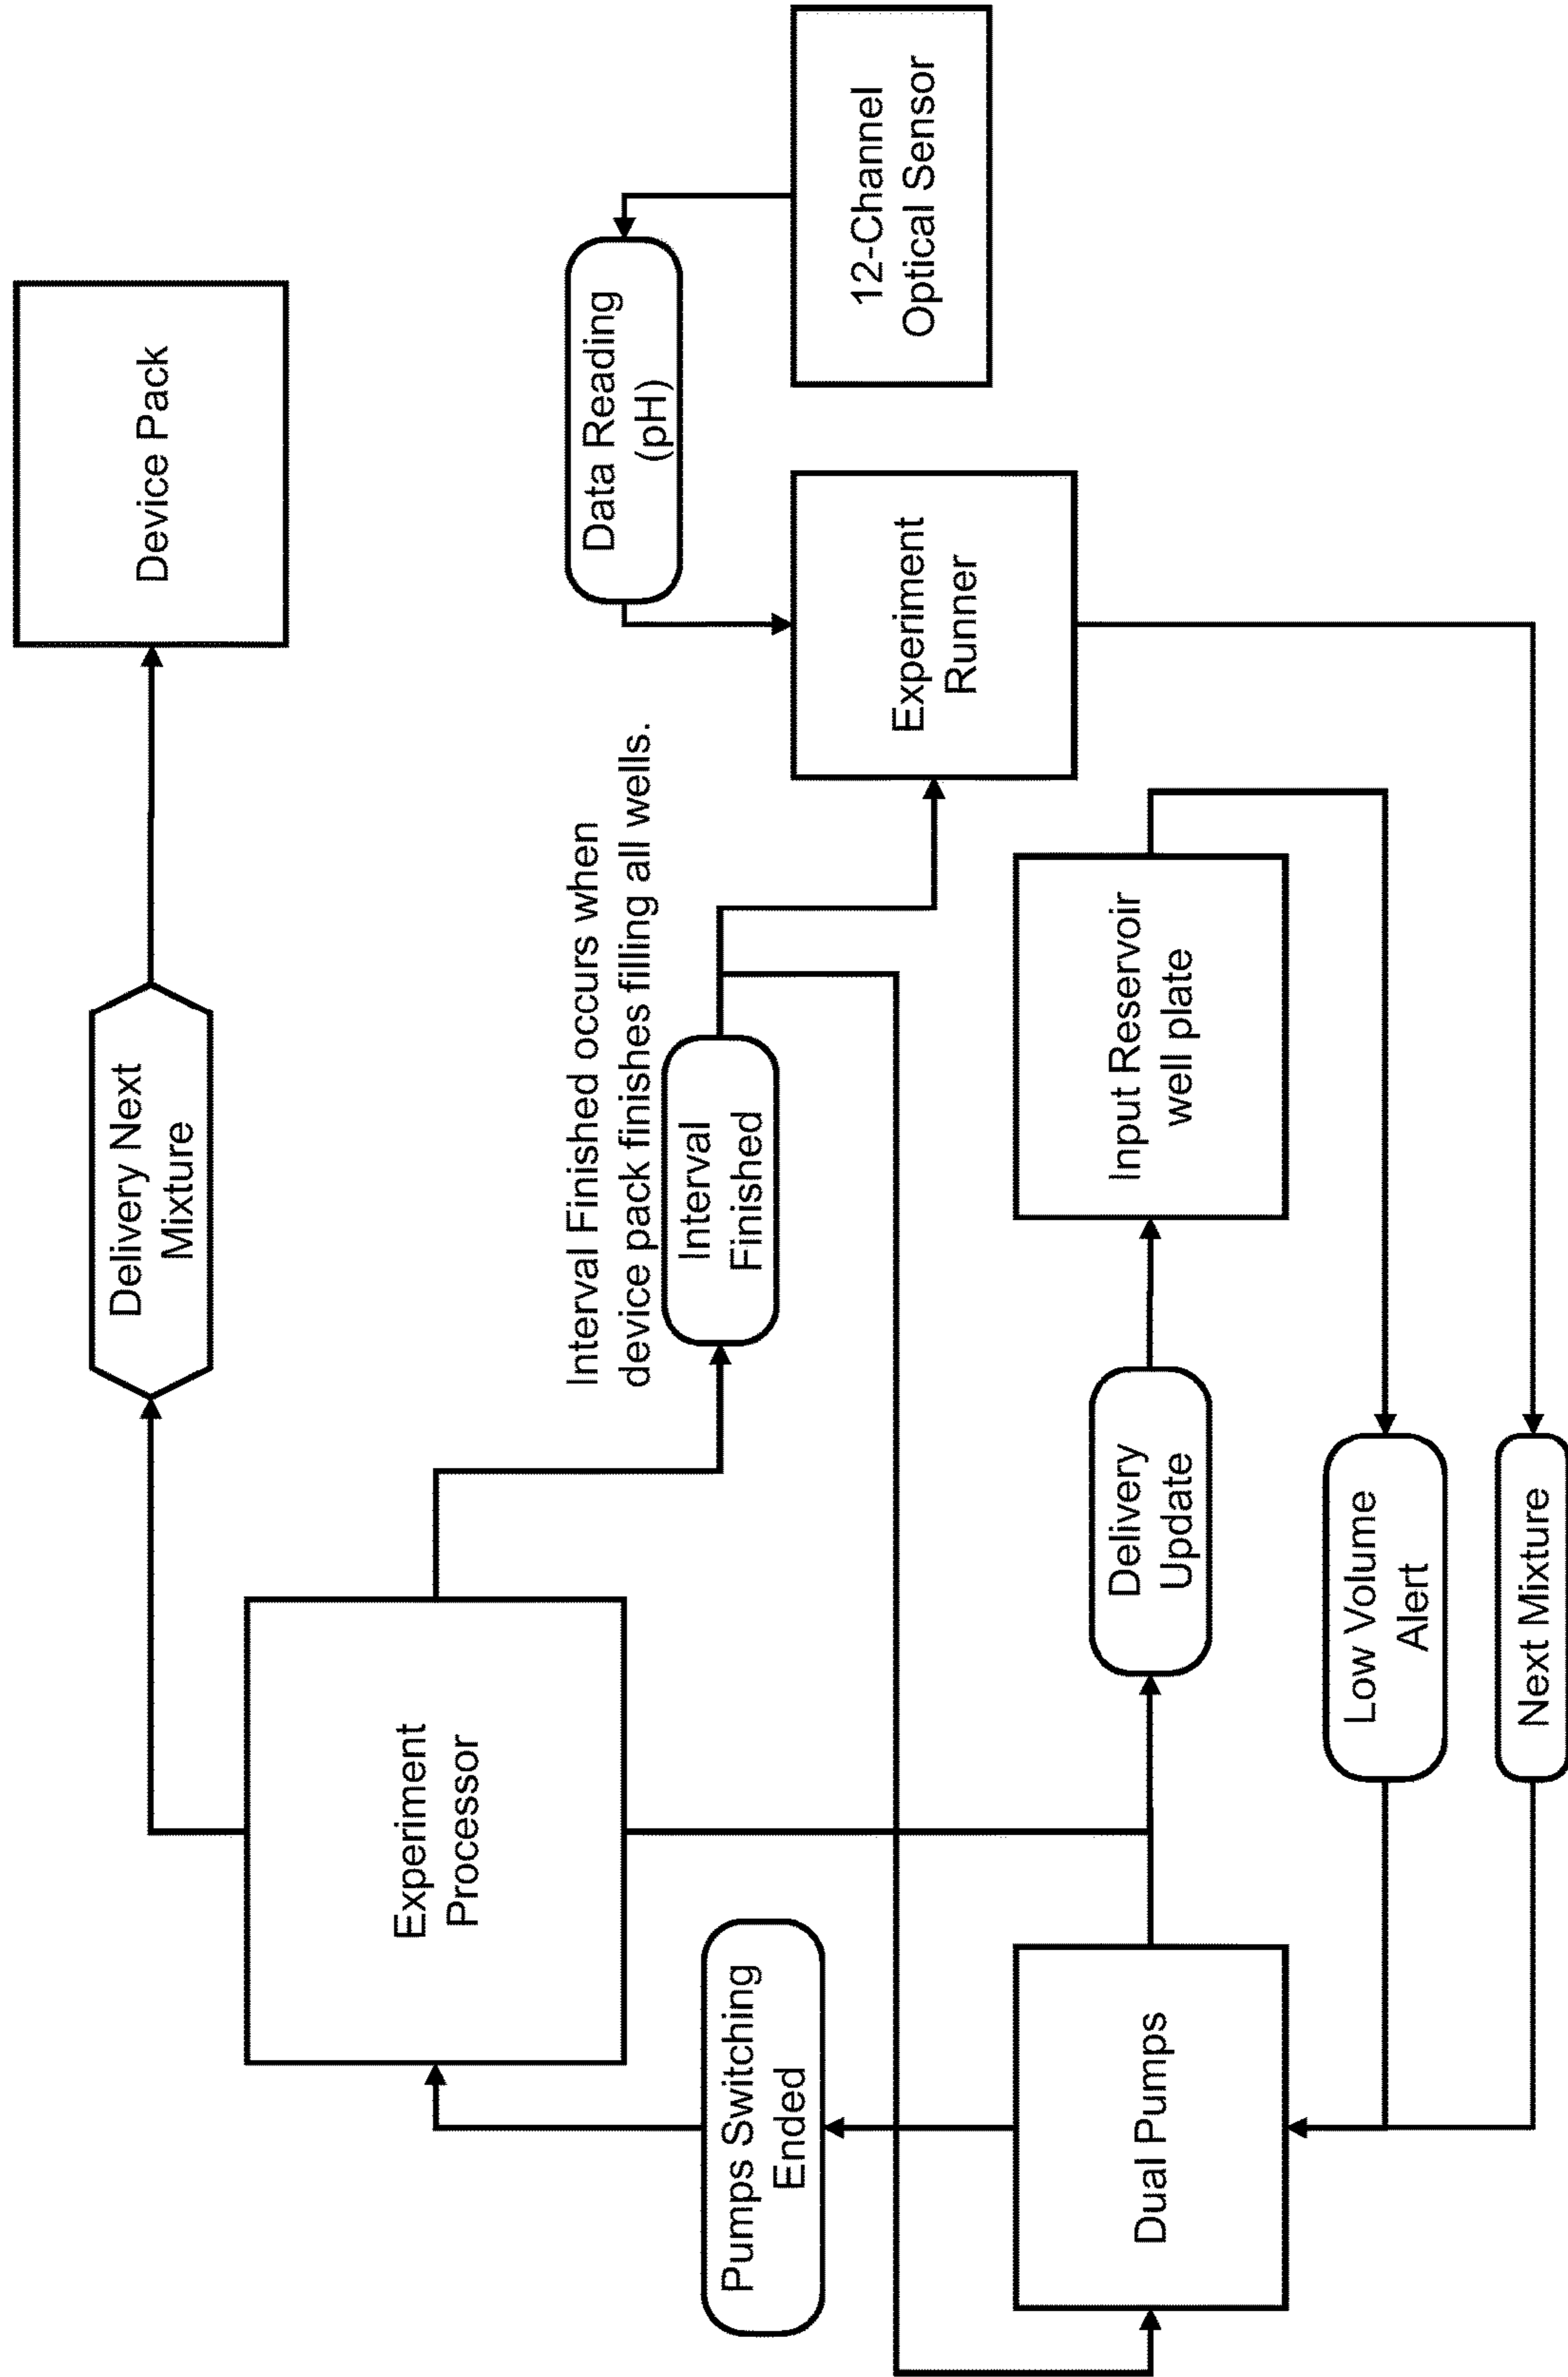 Delivery Next
Mixture
Device Pack
Experiment
Processor
Interval Finished occurs when
device pack finishes filling all wells.
Data Reading
(pH)
Pumps Switching
Ended
Interval
Finished
Experiment
Runner
12-Channel
Optical Sensor
Dual Pumps
Delivery
Update
Input Reservoir
well plate
Low Volume
Alert
Next Mixture